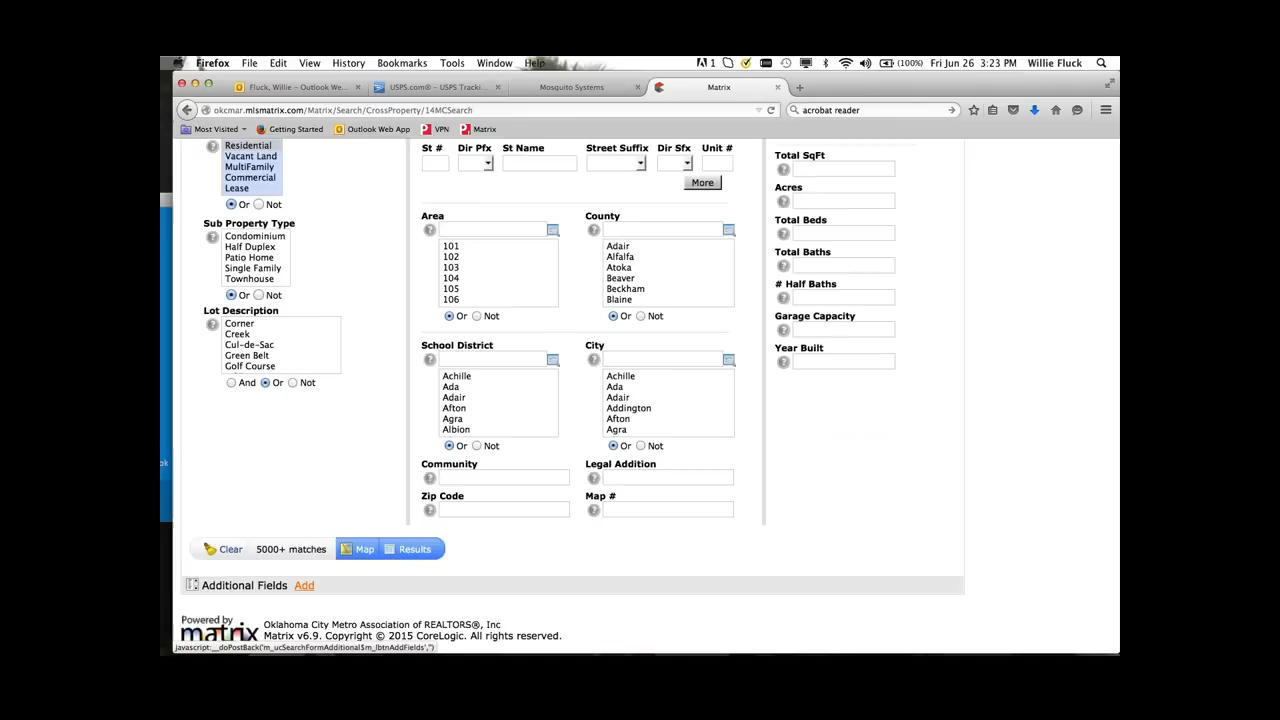 Firefox File Edit View History Bookmarks Tools Window Help 1 (100%) Fri Jun 26 3:23 PM Willie Fluck
Fluck, Willie – Outlook We... × USPS.com® – USPS Tracki... × Mosquito Systems × Matrix × +
okcmar.mlsmatrix.com/Matrix/Search/CrossProperty/14MCSearch acrobat reader
Most Visited Getting Started Outlook Web App VPN Matrix
Residential
Vacant Land
MultiFamily
Commercial
Lease
Or Not
Sub Property Type
Condominium
Half Duplex
Patio Home
Single Family
Townhouse
Or Not
Lot Description
Corner
Creek
Cul-de-Sac
Green Belt
Golf Course
And Or Not
St # Dir Pfx St Name Street Suffix Dir Sfx Unit #
More
Area
101
102
103
104
105
106
Or Not
County
Adair
Alfalfa
Atoka
Beaver
Beckham
Blaine
Or Not
School District
Achille
Ada
Adair
Afton
Agra
Albion
Or Not
City
Achille
Ada
Adair
Addington
Afton
Agra
Or Not
Community
Legal Addition
Zip Code
Map #
Total SqFt
Acres
Total Beds
Total Baths
# Half Baths
Garage Capacity
Year Built
Clear 5000+ matches Map Results
Additional Fields Add
Powered by
matrix
Oklahoma City Metro Association of REALTORS®, Inc
Matrix v6.9. Copyright © 2015 CoreLogic. All rights reserved.
javascript:__doPostBack('m_ucSearchFormAdditional$m_lbtnAddFields','')
ok